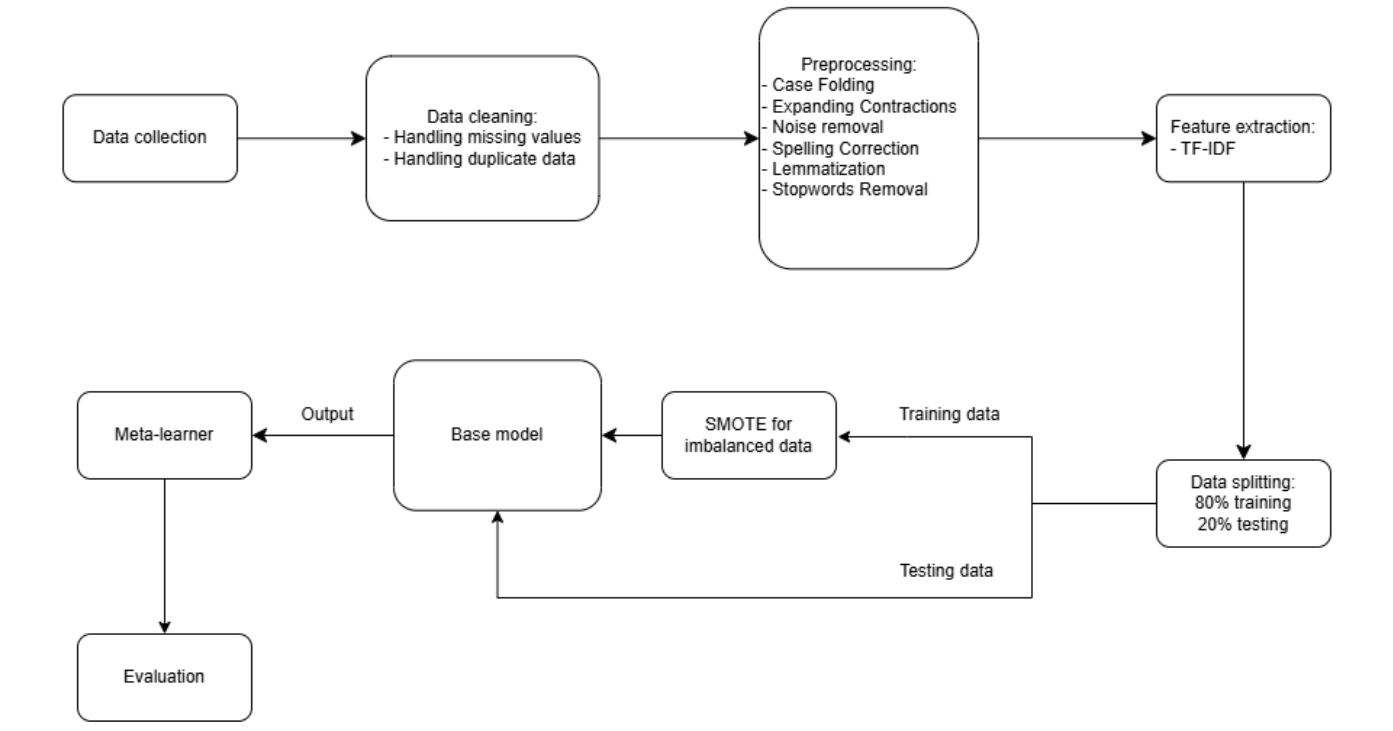 Data collection
Data cleaning:
- Handling missing values
- Handling duplicate data
Preprocessing:
- Case Folding
- Expanding Contractions
- Noise removal
- Spelling Correction
- Lemmatization
- Stopwords Removal
Feature extraction:
- TF-IDF
Data splitting:
80% training
20% testing
Training data
Testing data
SMOTE for
imbalanced data
Base model
Output
Meta-learner
Evaluation